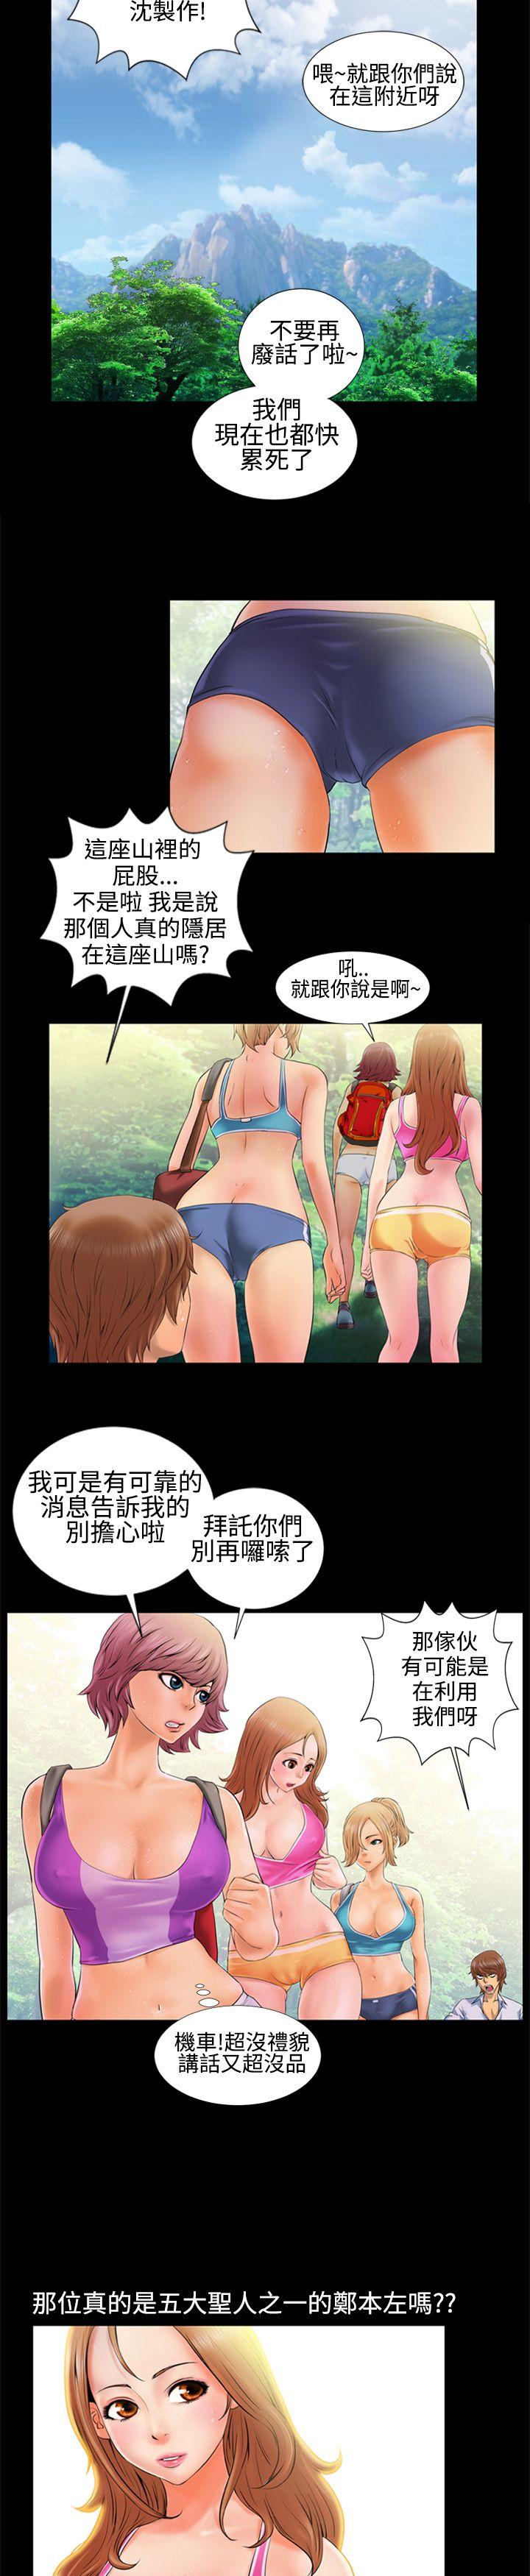 沈製作!
喂~就跟你們說
在這附近呀
不要再
廢話了啦~
我們
現在也都快
累死了
這座山裡的
屁股...
不是啦 我是說
那個人真的隱居
在這座山嗎?
吼..
就跟你說是啊~
我可是有可靠的
消息告訴我的
別擔心啦
拜託你們
別再囉嗦了
那傢伙
有可能是
在利用
我們呀
機車!超沒禮貌
講話又超沒品
那位真的是五大聖人之一的鄭本左嗎??